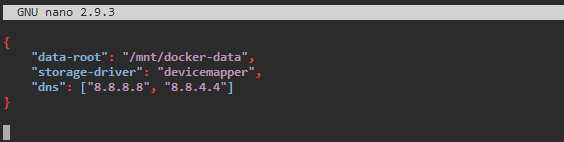 GNU nano 2.9.3
{
    "data-root": "/mnt/docker-data",
    "storage-driver": "devicemapper",
    "dns": ["8.8.8.8", "8.8.4.4"]
}